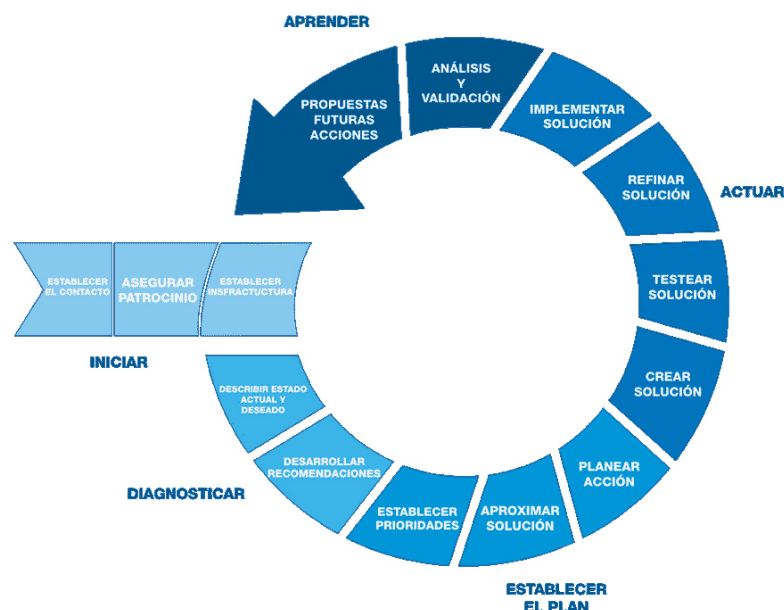 APRENDER
PROPUESTAS
FUTURAS
ACCIONES
ANÁLISIS
Y
VALIDACIÓN
IMPLEMENTAR
SOLUCIÓN
REFINAR
SOLUCIÓN
ACTUAR
TESTEAR
SOLUCIÓN
CREAR
SOLUCIÓN
PLANEAR
ACCIÓN
APROXIMAR
SOLUCIÓN
ESTABLECER
PRIORIDADES
ESTABLECER
EL PLAN
DESARROLLAR
RECOMENDACIONES
DIAGNOSTICAR
DESCRIBIR ESTADO
ACTUAL Y
DESEADO
ESTABLECER
EL CONTACTO
ASEGURAR
PATROCINIO
ESTABLECER
INSFRACTUCTURA
INICIAR